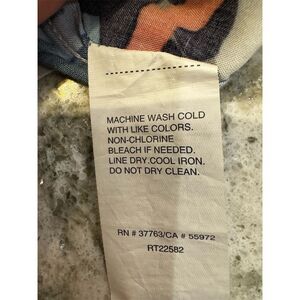 MACHINE WASH COLD
WITH LIKE COLORS.
NON-CHLORINE
BLEACH IF NEEDED.
LINE DRY.COOL IRON.
DO NOT DRY CLEAN.
RN # 37763/CA # 55972
RT22582